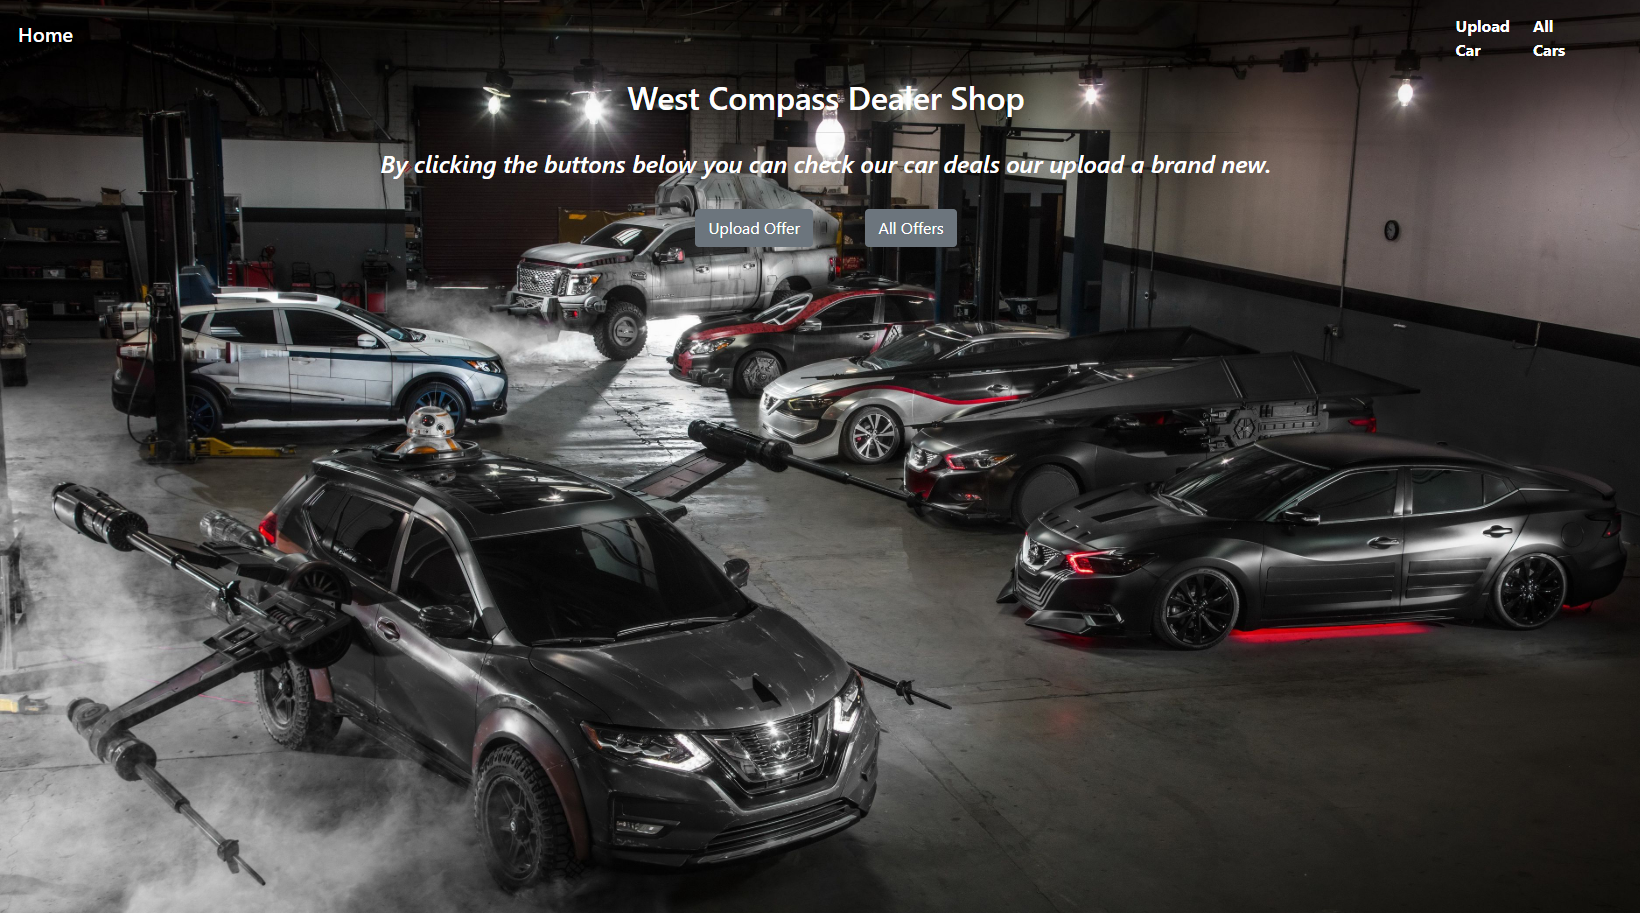 Home
Upload
Car
All
Cars
West Compass Dealer Shop
By clicking the buttons below you can check our car deals our upload a brand new.
Upload Offer
All Offers